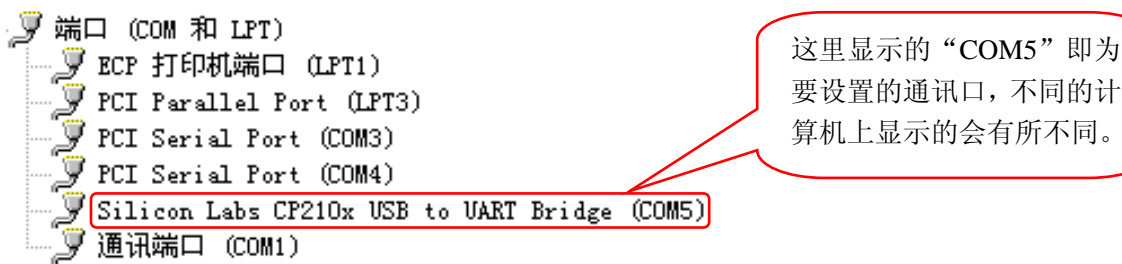 端口 (COM 和 LPT)
ECP 打印机端口 (LPT1)
PCI Parallel Port (LPT3)
PCI Serial Port (COM3)
PCI Serial Port (COM4)
Silicon Labs CP210x USB to UART Bridge (COM5)
通讯端口 (COM1)
这里显示的“COM5”即为
要设置的通讯口，不同的计
算机上显示的会有所不同。